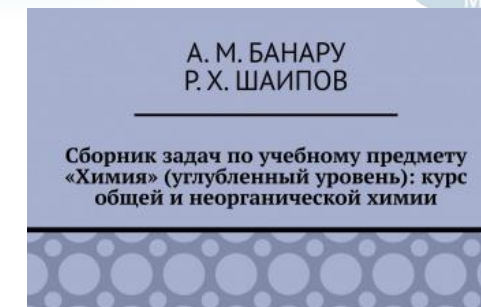 А. М. БАНАРУ
Р. Х. ШАИПОВ
Сборник задач по учебному предмету
«Химия» (углубленный уровень): курс
общей и неорганической химии